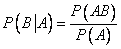 P(B|A) = P(AB) / P(A)